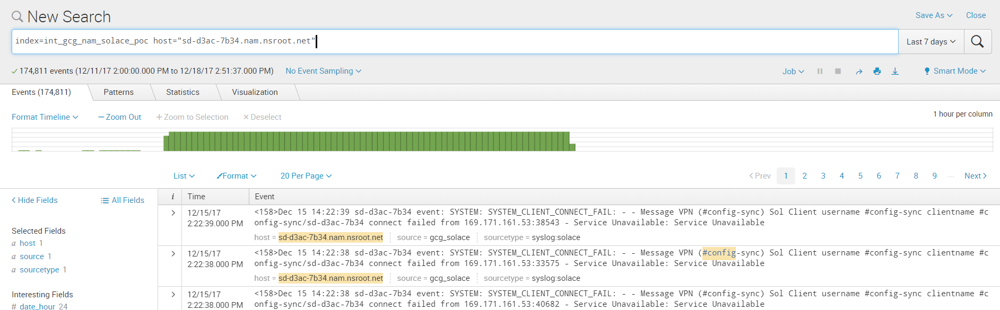 New Search
Save As
Close
index=int_gcg_nam_solace_poc host="sd-d3ac-7b34.nam.nsroot.net"
Last 7 days
174,811 events (12/11/17 2:00:00.000 PM to 12/18/17 2:51:37.000 PM)
No Event Sampling
Job
Smart Mode
Events (174,811)
Patterns
Statistics
Visualization
Format Timeline
— Zoom Out
+ Zoom to Selection
× Deselect
1 hour per column
List
Format
20 Per Page
< Prev 1 2 3 4 5 6 7 8 9 ... Next >
< Hide Fields
All Fields
i Time Event
Selected Fields
a host 1
a source 1
a sourcetype 1
Interesting Fields
# date_hour 24
> 12/15/17
2:22:39.000 PM
<158>Dec 15 14:22:39 sd-d3ac-7b34 event: SYSTEM: SYSTEM_CLIENT_CONNECT_FAIL: - - Message VPN (#config-sync) Sol Client username #config-sync clientname #c
onfig-sync/sd-d3ac-7b34 connect failed from 169.171.161.53:38543 - Service Unavailable: Service Unavailable
host = sd-d3ac-7b34.nam.nsroot.net source = gcg_solace sourcetype = syslog:solace
> 12/15/17
2:22:38.000 PM
<158>Dec 15 14:22:38 sd-d3ac-7b34 event: SYSTEM: SYSTEM_CLIENT_CONNECT_FAIL: - - Message VPN (#config-sync) Sol Client username #config-sync clientname #c
onfig-sync/sd-d3ac-7b34 connect failed from 169.171.161.53:33575 - Service Unavailable: Service Unavailable
host = sd-d3ac-7b34.nam.nsroot.net source = gcg_solace sourcetype = syslog:solace
> 12/15/17
2:22:38.000 PM
<158>Dec 15 14:22:38 sd-d3ac-7b34 event: SYSTEM: SYSTEM_CLIENT_CONNECT_FAIL: - - Message VPN (#config-sync) Sol Client username #config-sync clientname #c
onfig-sync/sd-d3ac-7b34 connect failed from 169.171.161.53:40682 - Service Unavailable: Service Unavailable